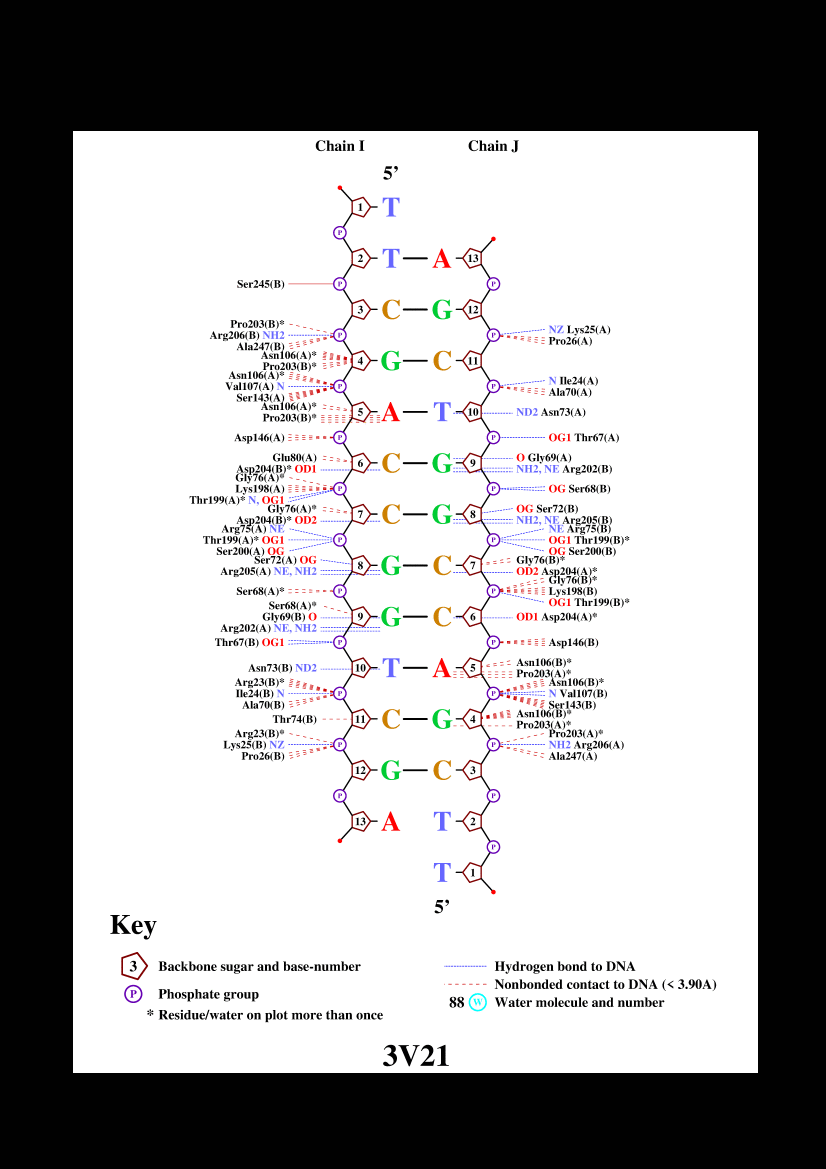 Chain I Chain J
5’
1 T
P
2 T A 13
Ser245(B) P P
3 C G 12
Pro203(B)*
Arg206(B) NH2 P P NZ Lys25(A)
Ala247(B) Pro26(A)
Asn106(A)*
Pro203(B)* 4 G C 11
Asn106(A)*
Val107(A) N P P N Ile24(A)
Ser143(A) Ala70(A)
Asn106(A)*
Pro203(B)* 5 A T 10 ND2 Asn73(A)
Asp146(A) P P OG1 Thr67(A)
Glu80(A) 6 C G 9 O Gly69(A)
Asp204(B)* OD1 NH2, NE Arg202(B)
Gly76(A)*
Lys198(A) P P OG Ser68(B)
Thr199(A)* N, OG1
Gly76(A)* 7 C G 8 OG Ser72(B)
Asp204(B)* OD2 NH2, NE Arg205(B)
Arg75(A) NE NE Arg75(B)
Thr199(A)* OG1 P P OG1 Thr199(B)*
Ser200(A) OG OG Ser200(B)
Ser72(A) OG 8 G C 7 Gly76(B)*
Arg205(A) NE, NH2 OD2 Asp204(A)*
Gly76(B)*
Ser68(A)* P P Lys198(B)
OG1 Thr199(B)*
Ser68(A)*
Gly69(B) O 9 G C 6 OD1 Asp204(A)*
Arg202(A) NE, NH2
Thr67(B) OG1 P P Asp146(B)
Asn73(B) ND2 10 T A 5 Asn106(B)*
Pro203(A)*
Arg23(B)* Asn106(B)*
Ile24(B) N P P N Val107(B)
Ala70(B) Ser143(B)
Thr74(B) 11 C G 4 Asn106(B)*
Pro203(A)*
Arg23(B)* Pro203(A)*
Lys25(B) NZ P P NH2 Arg206(A)
Pro26(B) Ala247(A)
12 G C 3
P P
13 A T 2
P
T 1
5’
Key
3 Backbone sugar and base-number
P Phosphate group
* Residue/water on plot more than once
Hydrogen bond to DNA
Nonbonded contact to DNA (< 3.90A)
88 W Water molecule and number
3V21